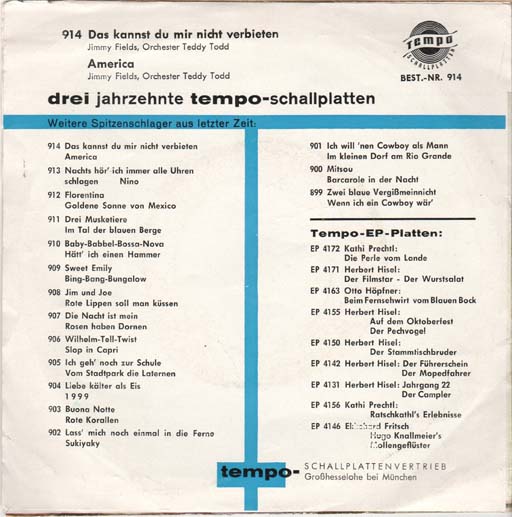 914 Das kannst du mir nicht verbieten
Jimmy Fields, Orchester Teddy Todd
America
Jimmy Fields, Orchester Teddy Todd
Tempo
SCHALLPLATTEN
BEST.-NR. 914
drei jahrzehnte tempo-schallplatten
Weitere Spitzenschlager aus letzter Zeit:
914 Das kannst du mir nicht verbieten
America
913 Nachts hör' ich immer alle Uhren
schlagen Nino
912 Florentina
Goldene Sonne von Mexico
911 Drei Musketiere
Im Tal der blauen Berge
910 Baby-Babbel-Bossa-Nova
Hätt' ich einen Hammer
909 Sweet Emily
Bing-Bang-Bungalow
908 Jim und Joe
Rote Lippen soll man küssen
907 Die Nacht ist mein
Rosen haben Dornen
906 Wilhelm-Tell-Twist
Slop in Capri
905 Ich geh' noch zur Schule
Vom Stadtpark die Laternen
904 Liebe kälter als Eis
1999
903 Buona Notte
Rote Korallen
902 Lass' mich noch einmal in die Ferne
Sukiyaky
901 Ich will 'nen Cowboy als Mann
Im kleinen Dorf am Rio Grande
900 Mitsou
Barcarole in der Nacht
899 Zwei blaue Vergißmeinnicht
Wenn ich ein Cowboy wär'
Tempo-EP-Platten:
EP 4172 Kathi Prechtl:
Die Perle vom Lande
EP 4171 Herbert Hisel:
Der Filmstar - Der Wurstsalat
EP 4163 Otto Höpfner:
Beim Fernsehwirt vom Blauen Bock
EP 4155 Herbert Hisel:
Auf dem Oktoberfest
Der Pechvogel
EP 4150 Herbert Hisel:
Der Stammtischbruder
EP 4142 Herbert Hisel: Der Führerschein
Der Mopedfahrer
EP 4131 Herbert Hisel: Jahrgang 22
Der Campler
EP 4156 Kathi Prechtl:
Ratschkathl's Erlebnisse
EP 4146 Ekkehard Fritsch
Hugo Knallmeier's
Mollengeflüster
tempo- SCHALLPLATTENVERTRIEB
Großhesselohe bei München